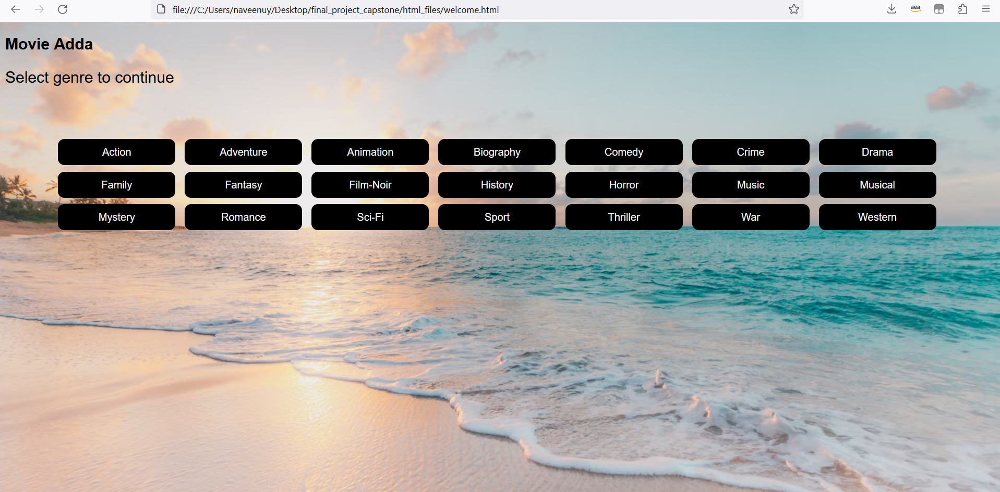 file:///C:/Users/naveenuy/Desktop/final_project_capstone/html_files/welcome.html
aea
Movie Adda
Select genre to continue
Action Adventure Animation Biography Comedy Crime Drama
Family Fantasy Film-Noir History Horror Music Musical
Mystery Romance Sci-Fi Sport Thriller War Western